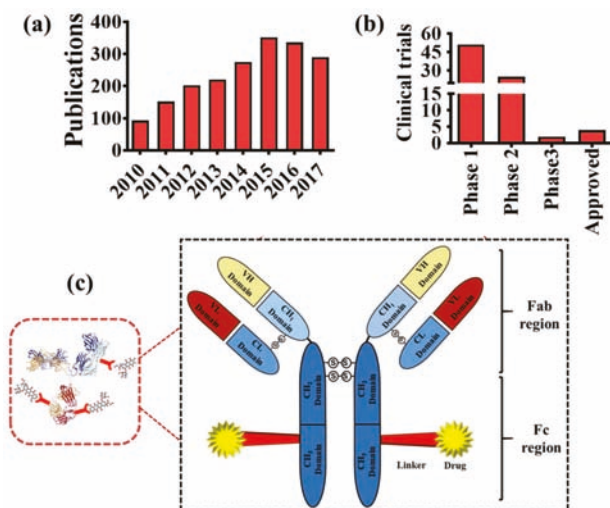 (a)
Publications
400
300
200
100
0
2010
2011
2012
2013
2014
2015
2016
2017
(b)
Clinical trials
60
45
30
15
10
5
0
Phase 1
Phase 2
Phase3
Approved
(c)
VH
Domain
CH₁
Domain
VL
Domain
CL
Domain
S S
VH
Domain
CH₁
Domain
VL
Domain
CL
Domain
S S
S S
S S
Domain
Domain
CH₃
Domain
CH₃
Domain
Linker
Drug
Fab
region
Fc
region